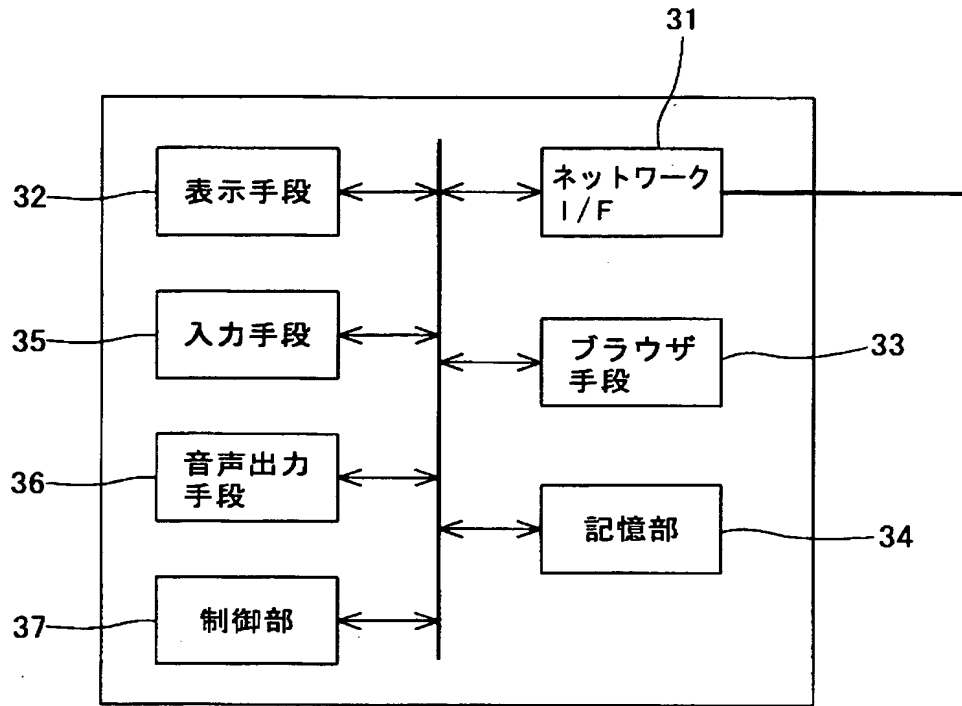 31
32
表示手段
ネットワーク
I/F
35
入力手段
ブラウザ
手段
33
36
音声出力
手段
記憶部
34
37
制御部